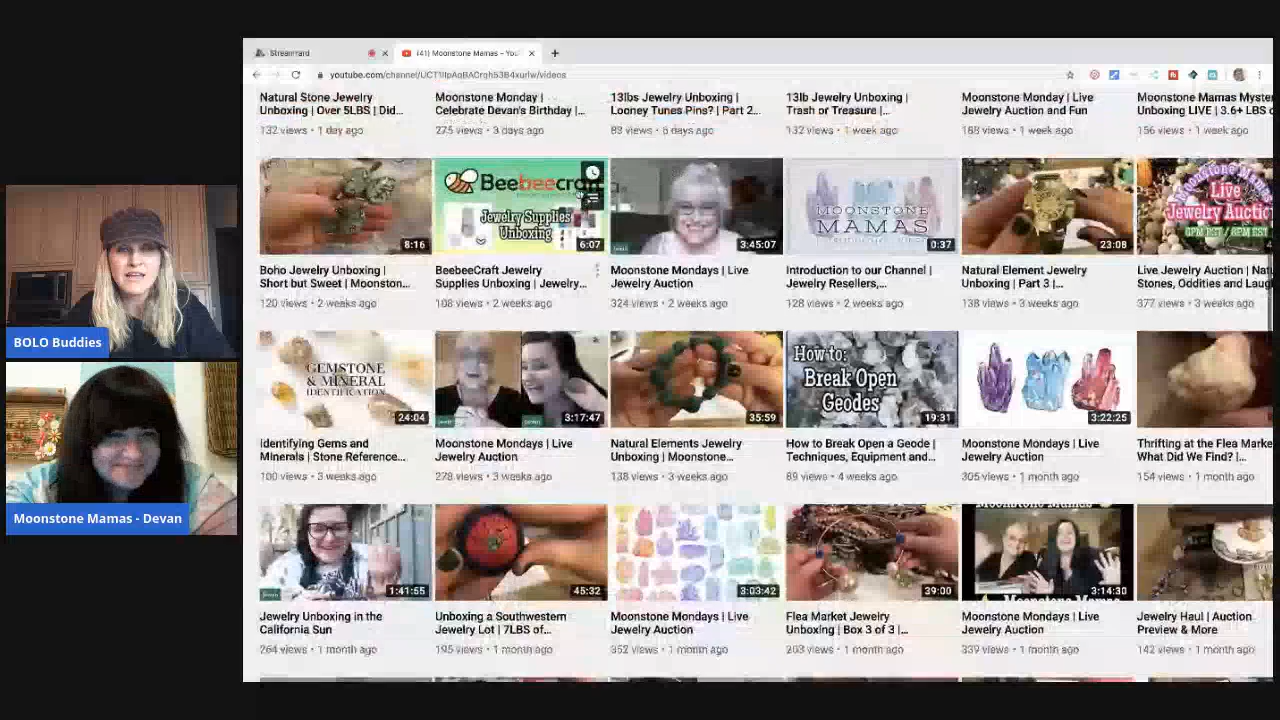 StreamYard
(41) Moonstone Mamas - You
Natural Stone Jewelry
Unboxing | Over 5LBS | Did...
132 views • 1 day ago
Moonstone Monday |
Celebrate Devan's Birthday |...
275 views • 3 days ago
13lbs Jewelry Unboxing |
Looney Tunes Pins? | Part 2...
6 days ago
13lb Jewelry Unboxing |
Trash or Treasure |...
132 views • 1 week ago
Moonstone Monday | Live
Jewelry Auction and Fun
1 week ago
Moonstone Mamas Myster
Unboxing LIVE | 3.6+ LBS o
156 views • 1 week ago
8:16
Beebeecraft
Jewelry Supplies
Unboxing
6:07
3:45:07
MOONSTONE
MAMAS
0:37
23:08
Moonstone Mamas
Live
Jewelry Auctio
6PM PST / 8PM EST
Boho Jewelry Unboxing |
Short but Sweet | Moonston...
120 views • 2 weeks ago
BeebeeCraft Jewelry
Supplies Unboxing | Jewelry...
108 views • 2 weeks ago
Moonstone Mondays | Live
Jewelry Auction
324 views • 2 weeks ago
Introduction to our Channel |
Jewelry Resellers,...
128 views • 2 weeks ago
Natural Element Jewelry
Unboxing | Part 3 |...
138 views • 3 weeks ago
Live Jewelry Auction | Natu
Stones, Oddities and Laugh
377 views • 3 weeks ago
BOLO Buddies
GEMSTONE
& MINERAL
IDENTIFICATION
24:04
3:17:47
35:59
How to:
Break Open
Geodes
19:31
3:22:25
Identifying Gems and
Minerals | Stone Reference...
100 views • 3 weeks ago
Moonstone Mondays | Live
Jewelry Auction
278 views • 3 weeks ago
Natural Elements Jewelry
Unboxing | Moonstone...
138 views • 3 weeks ago
How to Break Open a Geode |
Techniques, Equipment and...
89 views • 4 weeks ago
Moonstone Mondays | Live
Jewelry Auction
305 views • 1 month ago
Thrifting at the Flea Marke
What Did We Find? |...
154 views • 1 month ago
Moonstone Mamas - Devan
1:41:55
45:32
3:03:42
39:00
Moonstone Mamas
3:14:30
Jewelry Unboxing in the
California Sun
264 views • 1 month ago
Unboxing a Southwestern
Jewelry Lot | 7LBS of...
195 views • 1 month ago
Moonstone Mondays | Live
Jewelry Auction
352 views • 1 month ago
Flea Market Jewelry
Unboxing | Box 3 of 3 |...
203 views • 1 month ago
Moonstone Mondays | Live
Jewelry Auction
339 views • 1 month ago
Jewelry Haul | Auction
Preview & More
142 views • 1 month ago